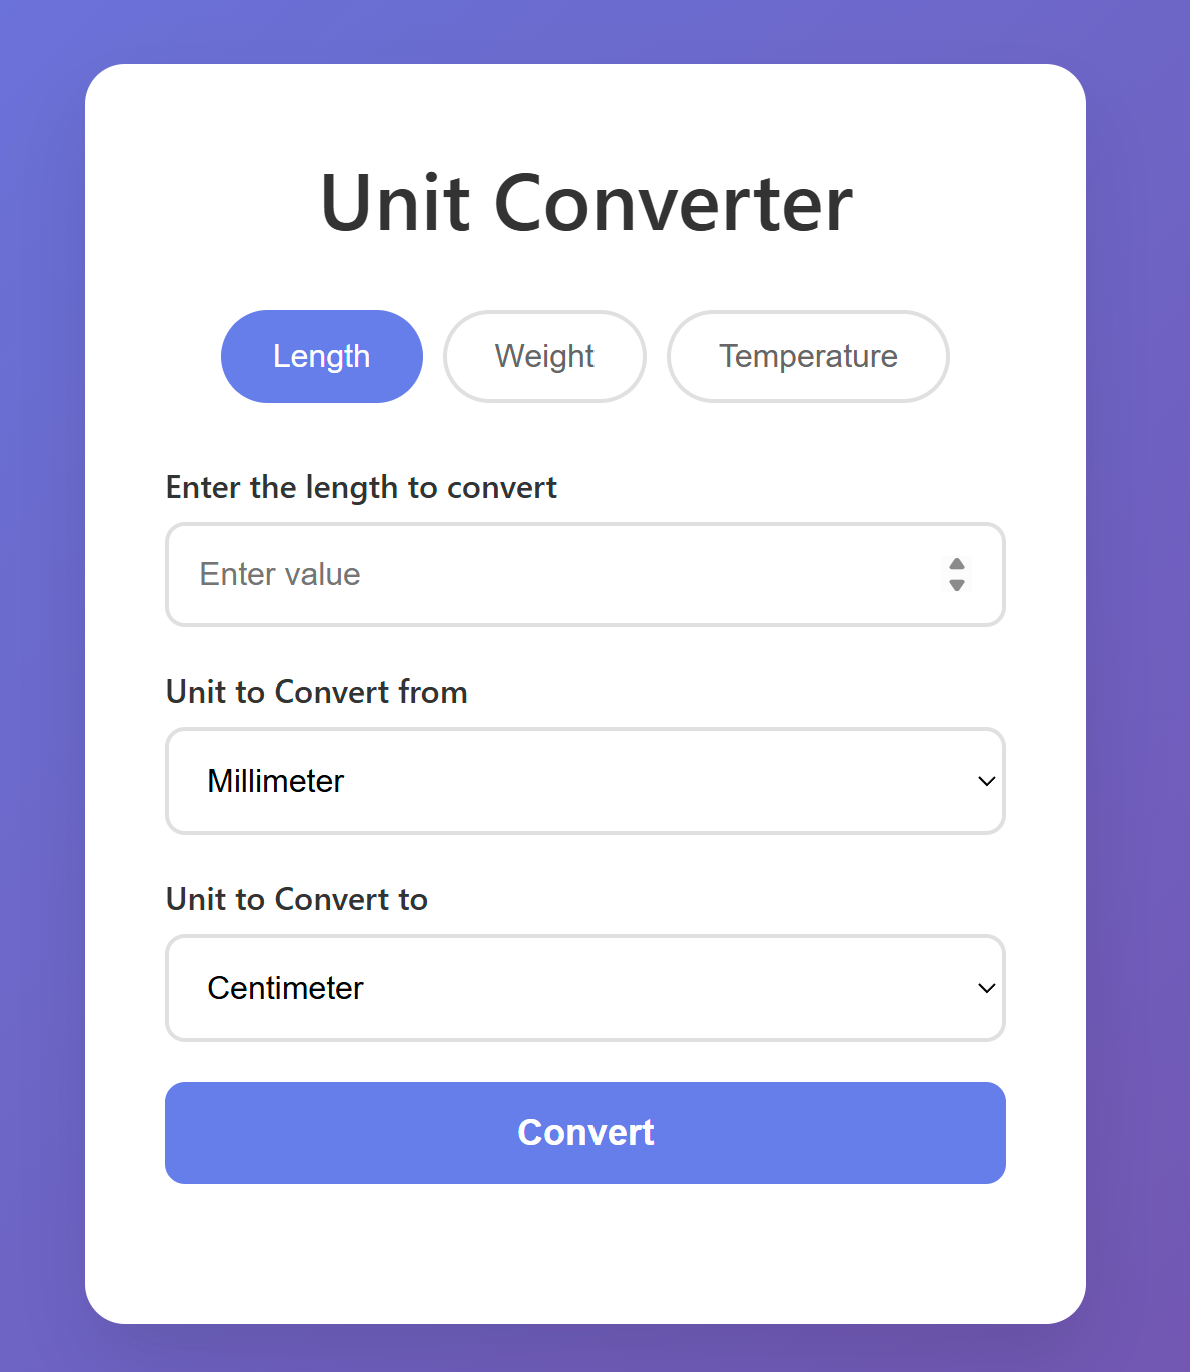 Unit Converter
Length Weight Temperature
Enter the length to convert
Enter value
Unit to Convert from
Millimeter
Unit to Convert to
Centimeter
Convert